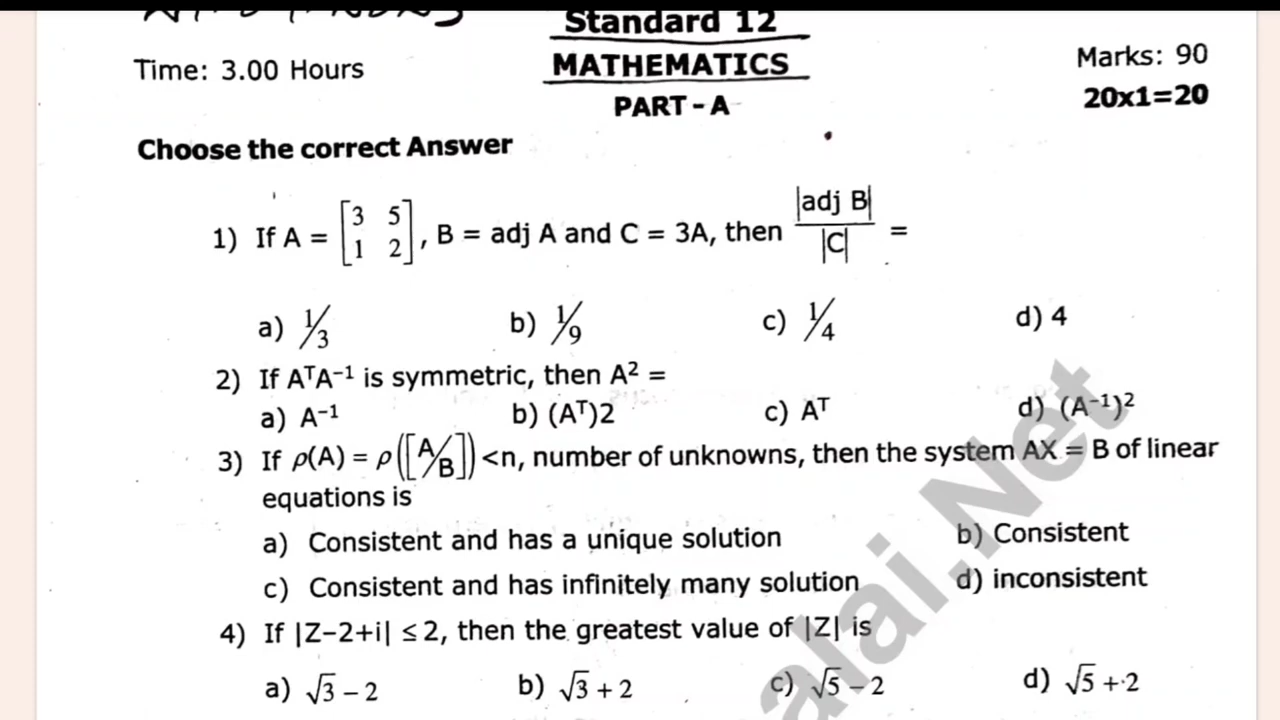 Standard 12
Time: 3.00 Hours
MATHEMATICS
Marks: 90
PART - A
20x1=20
Choose the correct Answer
1) If A = [3 5 1 2], B = adj A and C = 3A, then |adj B|/|C| =
a) 1/3 b) 1/9 c) 1/4 d) 4
2) If AᵀA⁻¹ is symmetric, then A² =
a) A⁻¹ b) (Aᵀ)2 c) Aᵀ d) (A⁻¹)²
3) If ρ(A) = ρ([A/B]) <n, number of unknowns, then the system AX = B of linear
equations is
a) Consistent and has a unique solution b) Consistent
c) Consistent and has infinitely many solution d) inconsistent
4) If |Z−2+i| ≤ 2, then the greatest value of |Z| is
a) √3 − 2 b) √3 + 2 c) √5 − 2 d) √5 + 2
alai.Net